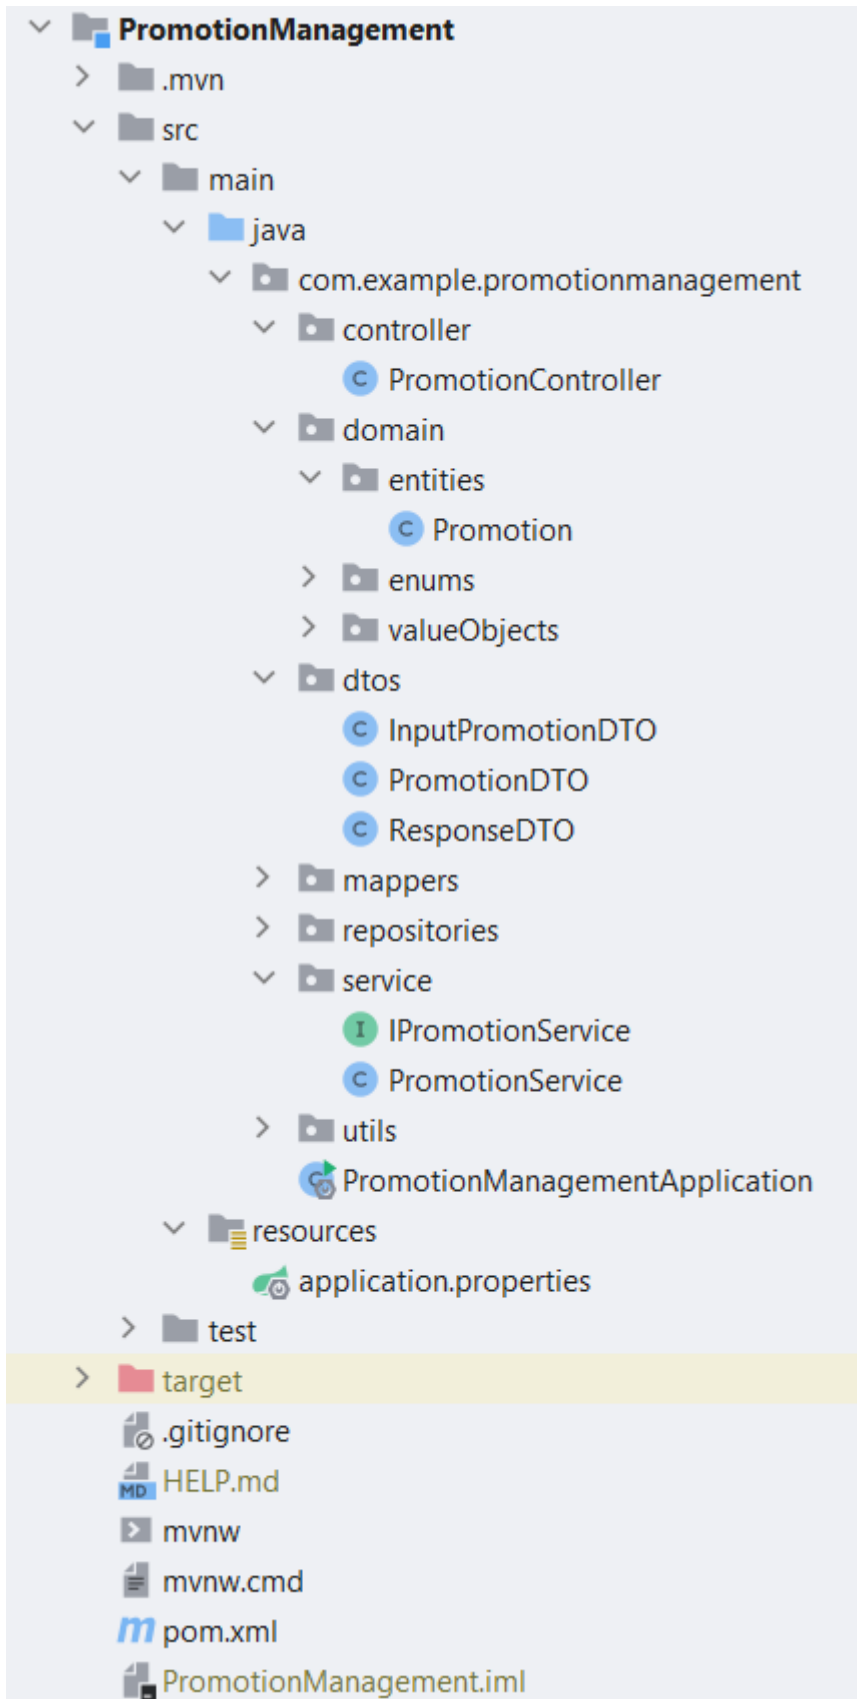 PromotionManagement
.mvn
src
main
java
com.example.promotionmanagement
controller
C PromotionController
domain
entities
C Promotion
enums
valueObjects
dtos
C InputPromotionDTO
C PromotionDTO
C ResponseDTO
mappers
repositories
service
I IPromotionService
C PromotionService
utils
C PromotionManagementApplication
resources
application.properties
test
target
.gitignore
MD HELP.md
mvnw
mvnw.cmd
m pom.xml
PromotionManagement.iml